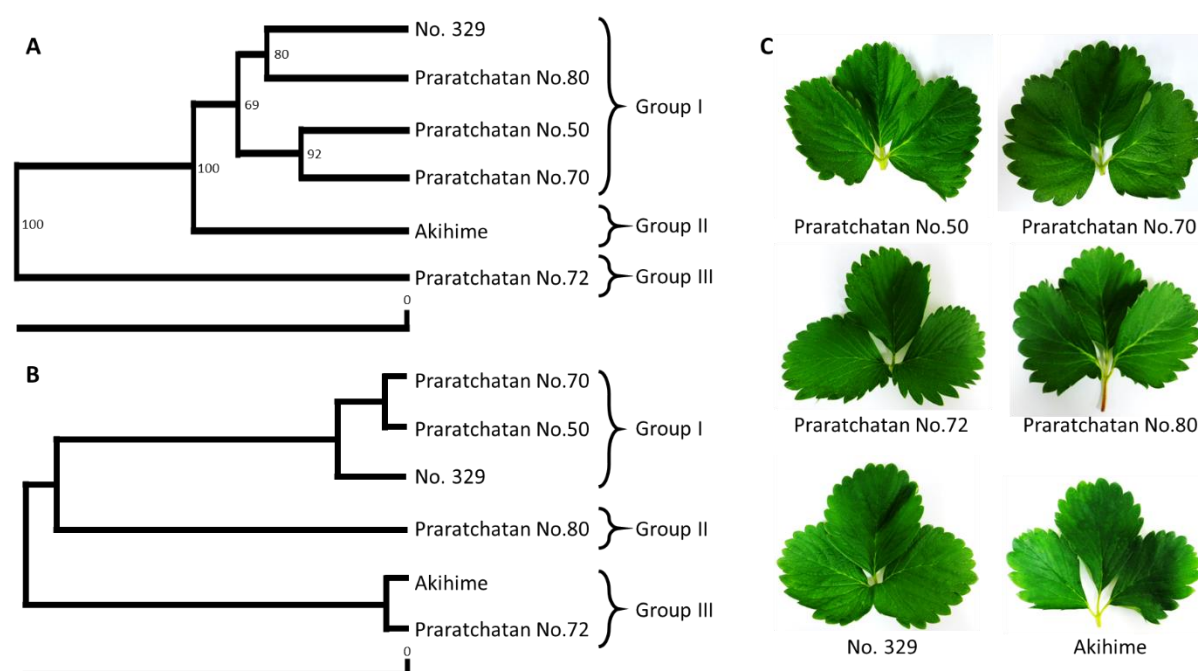 A
No. 329
80
Praratchatan No.80
69
Group I
Praratchatan No.50
92
100
Praratchatan No.70
100
Akihime
Group II
Praratchatan No.72
Group III
0
B
Praratchatan No.70
Praratchatan No.50
Group I
No. 329
Praratchatan No.80
Group II
Akihime
Group III
Praratchatan No.72
0
C
Praratchatan No.50
Praratchatan No.70
Praratchatan No.72
Praratchatan No.80
No. 329
Akihime